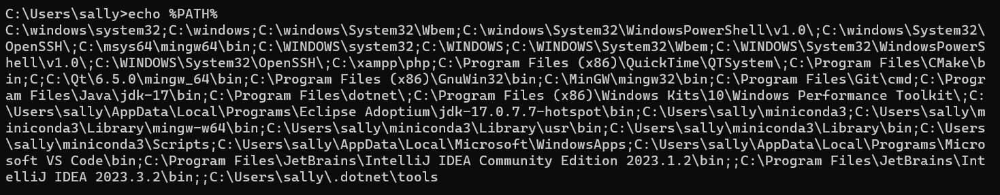 C:\Users\sally>echo %PATH%
C:\windows\system32;C:\windows;C:\windows\System32\Wbem;C:\windows\System32\WindowsPowerShell\v1.0\;C:\windows\System32\
OpenSSH\;C:\msys64\mingw64\bin;C:\WINDOWS\system32;C:\WINDOWS;C:\WINDOWS\System32\Wbem;C:\WINDOWS\System32\WindowsPowerS
hell\v1.0\;C:\WINDOWS\System32\OpenSSH\;C:\xampp\php;C:\Program Files (x86)\QuickTime\QTSystem\;C:\Program Files\CMake\b
in;C;C:\Qt\6.5.0\mingw_64\bin;C:\Program Files (x86)\GnuWin32\bin;C:\MinGW\mingw32\bin;C:\Program Files\Git\cmd;C:\Progr
am Files\Java\jdk-17\bin;C:\Program Files\dotnet\;C:\Program Files (x86)\Windows Kits\10\Windows Performance Toolkit\;C:
\Users\sally\AppData\Local\Programs\Eclipse Adoptium\jdk-17.0.7.7-hotspot\bin;C:\Users\sally\miniconda3;C:\Users\sally\m
iniconda3\Library\mingw-w64\bin;C:\Users\sally\miniconda3\Library\usr\bin;C:\Users\sally\miniconda3\Library\bin;C:\Users
\sally\miniconda3\Scripts;C:\Users\sally\AppData\Local\Microsoft\WindowsApps;C:\Users\sally\AppData\Local\Programs\Micro
soft VS Code\bin;C:\Program Files\JetBrains\IntelliJ IDEA Community Edition 2023.1.2\bin;;C:\Program Files\JetBrains\Int
elliJ IDEA 2023.3.2\bin;;C:\Users\sally\.dotnet\tools